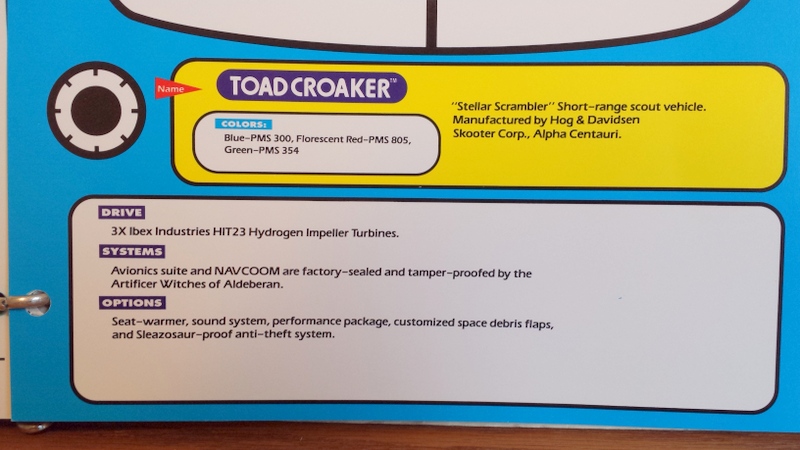 Name
TOAD CROAKER™
COLORS:
Blue-PMS 300, Florescent Red-PMS 805,
Green-PMS 354
"Stellar Scrambler" Short-range scout vehicle.
Manufactured by Hog & Davidsen
Skooter Corp., Alpha Centauri.
DRIVE
3X Ibex Industries HIT23 Hydrogen Impeller Turbines.
SYSTEMS
Avionics suite and NAVCOOM are factory-sealed and tamper-proofed by the
Artificer Witches of Aldeberan.
OPTIONS
Seat-warmer, sound system, performance package, customized space debris flaps,
and Sleazosaur-proof anti-theft system.